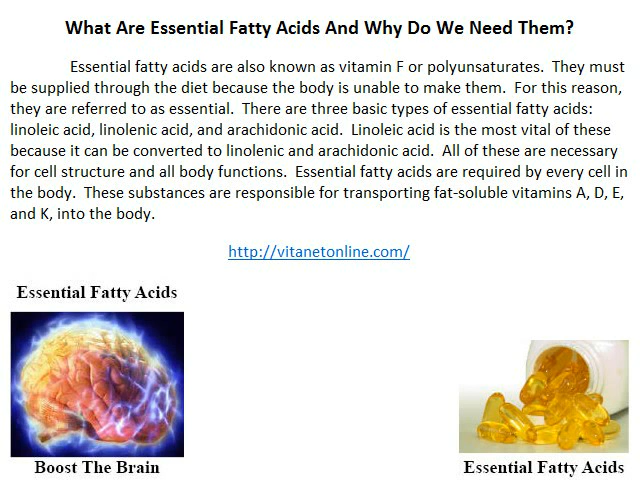 What Are Essential Fatty Acids And Why Do We Need Them?
Essential fatty acids are also known as vitamin F or polyunsaturates. They must
be supplied through the diet because the body is unable to make them. For this reason,
they are referred to as essential. There are three basic types of essential fatty acids:
linoleic acid, linolenic acid, and arachidonic acid. Linoleic acid is the most vital of these
because it can be converted to linolenic and arachidonic acid. All of these are necessary
for cell structure and all body functions. Essential fatty acids are required by every cell in
the body. These substances are responsible for transporting fat-soluble vitamins A, D, E,
and K, into the body.
http://vitanetonline.com/
Essential Fatty Acids
Boost The Brain
Essential Fatty Acids